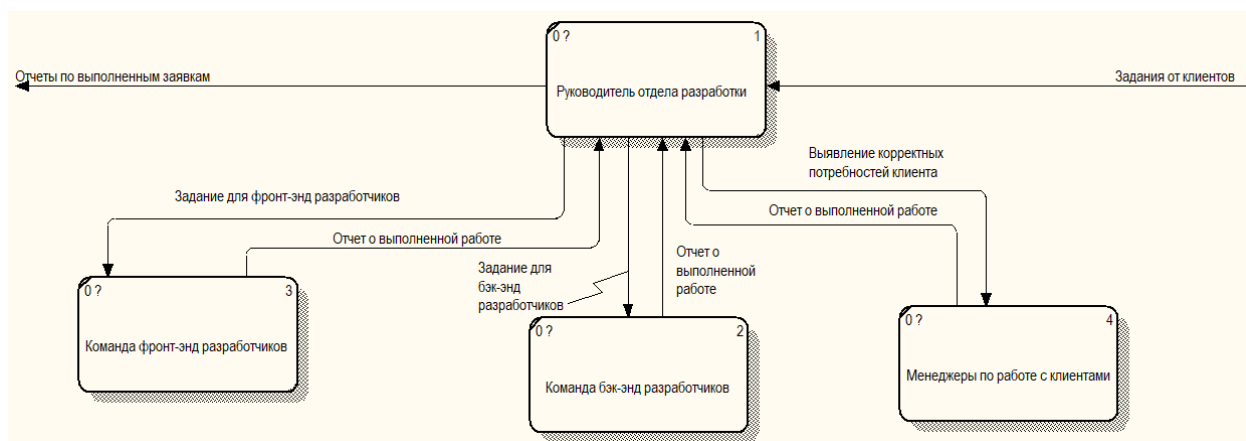 0 ?
1
Отчеты по выполненным заявкам
Руководитель отдела разработки
Задания от клиентов
Выявление корректных
потребностей клиента
Задание для фронт-энд разработчиков
Отчет о выполненной работе
Отчет о выполненной работе
Задание для
бэк-энд
разработчиков
Отчет о
выполненной
работе
0 ?
3
Команда фронт-энд разработчиков
0 ?
2
Команда бэк-энд разработчиков
0 ?
4
Менеджеры по работе с клиентами